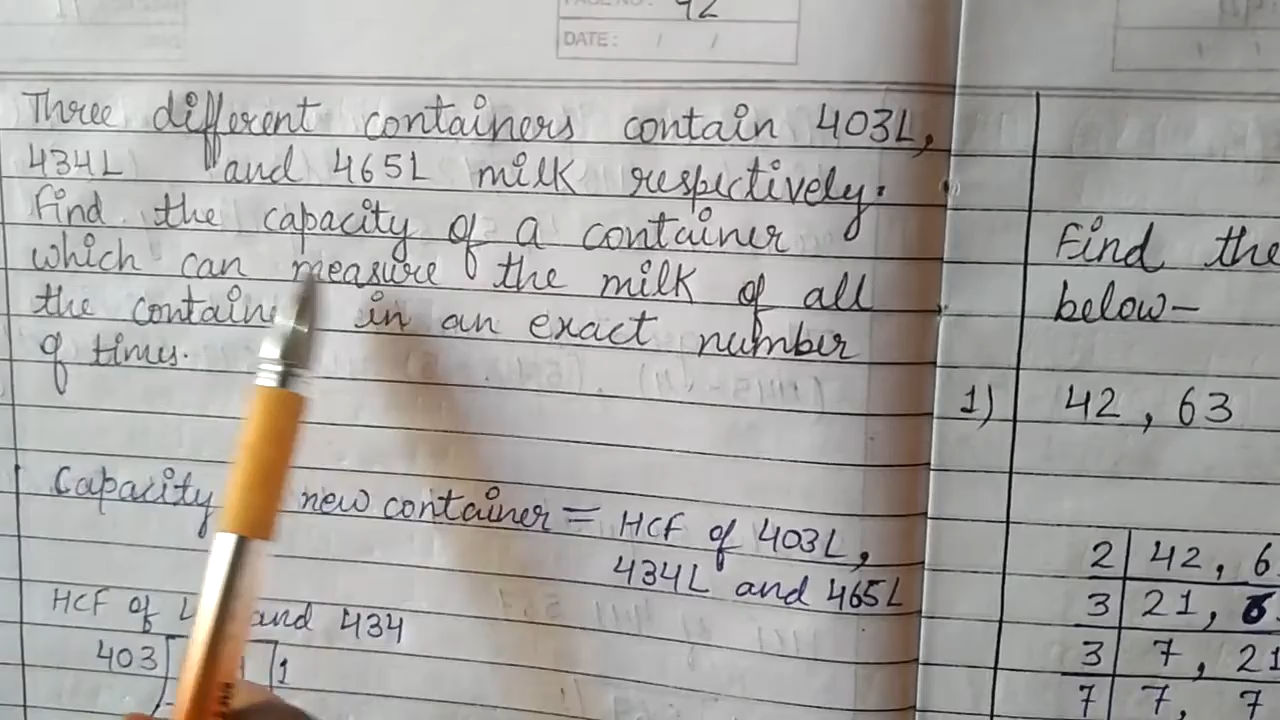 42
DATE: / /
Three different containers contain 403L,
434L and 465L milk respectively.
Find the capacity of a container
which can measure the milk of all
the contain in an exact number
of times.
Capacity new container = HCF of 403L,
434L and 465L
HCF of and 434
403 1
Find the
below-
1) 42, 63
2 42, 6
3 21, 6
3 7, 21
7 7, 7